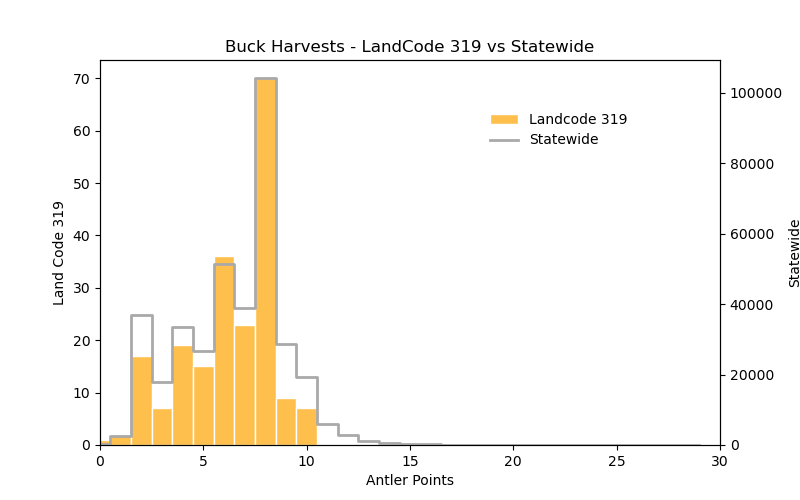 Buck Harvests - LandCode 319 vs Statewide
70
60
50
40
30
20
10
0
Land Code 319
100000
80000
60000
40000
20000
0
Statewide
Landcode 319
Statewide
0 5 10 15 20 25 30
Antler Points